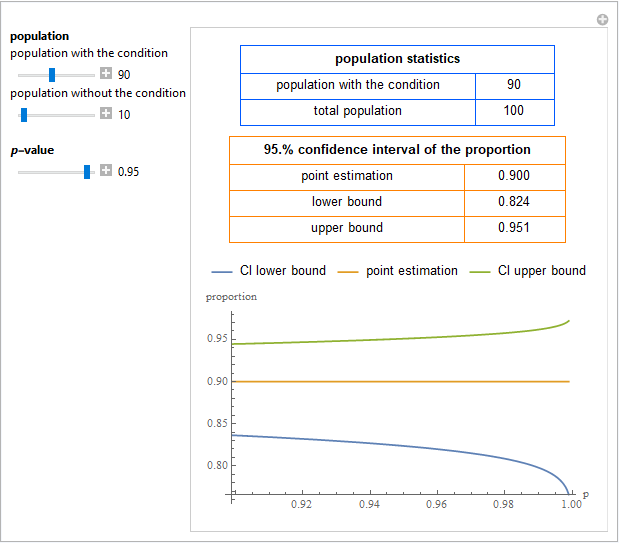 population
population with the condition
90
population without the condition
10
p-value
0.95
population statistics
population with the condition 90
total population 100
95.% confidence interval of the proportion
point estimation 0.900
lower bound 0.824
upper bound 0.951
CI lower bound point estimation CI upper bound
proportion
0.95
0.90
0.85
0.80
p
0.92 0.94 0.96 0.98 1.00